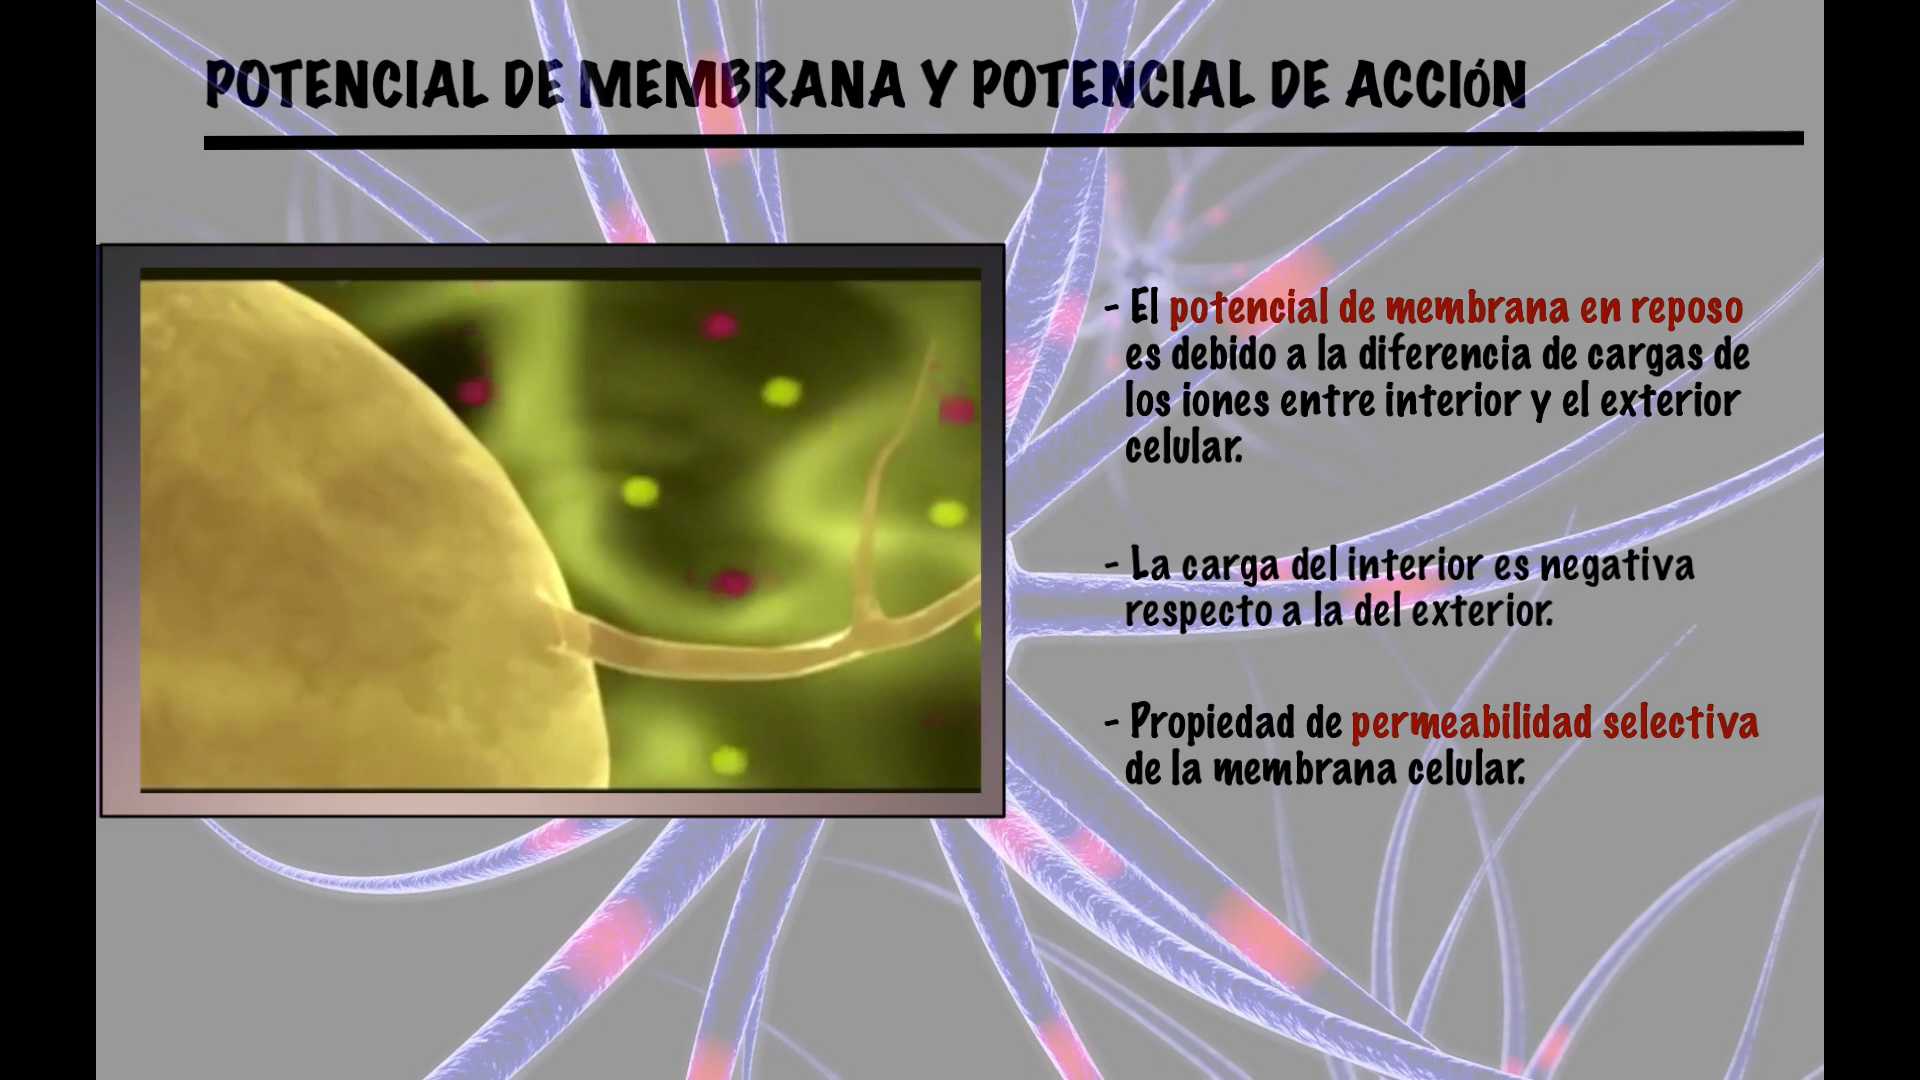 POTENCIAL DE MEMBRANA Y POTENCIAL DE ACCIÓN
- El potencial de membrana en reposo
es debido a la diferencia de cargas de
los iones entre interior y el exterior
celular.
- La carga del interior es negativa
respecto a la del exterior.
- Propiedad de permeabilidad selectiva
de la membrana celular.